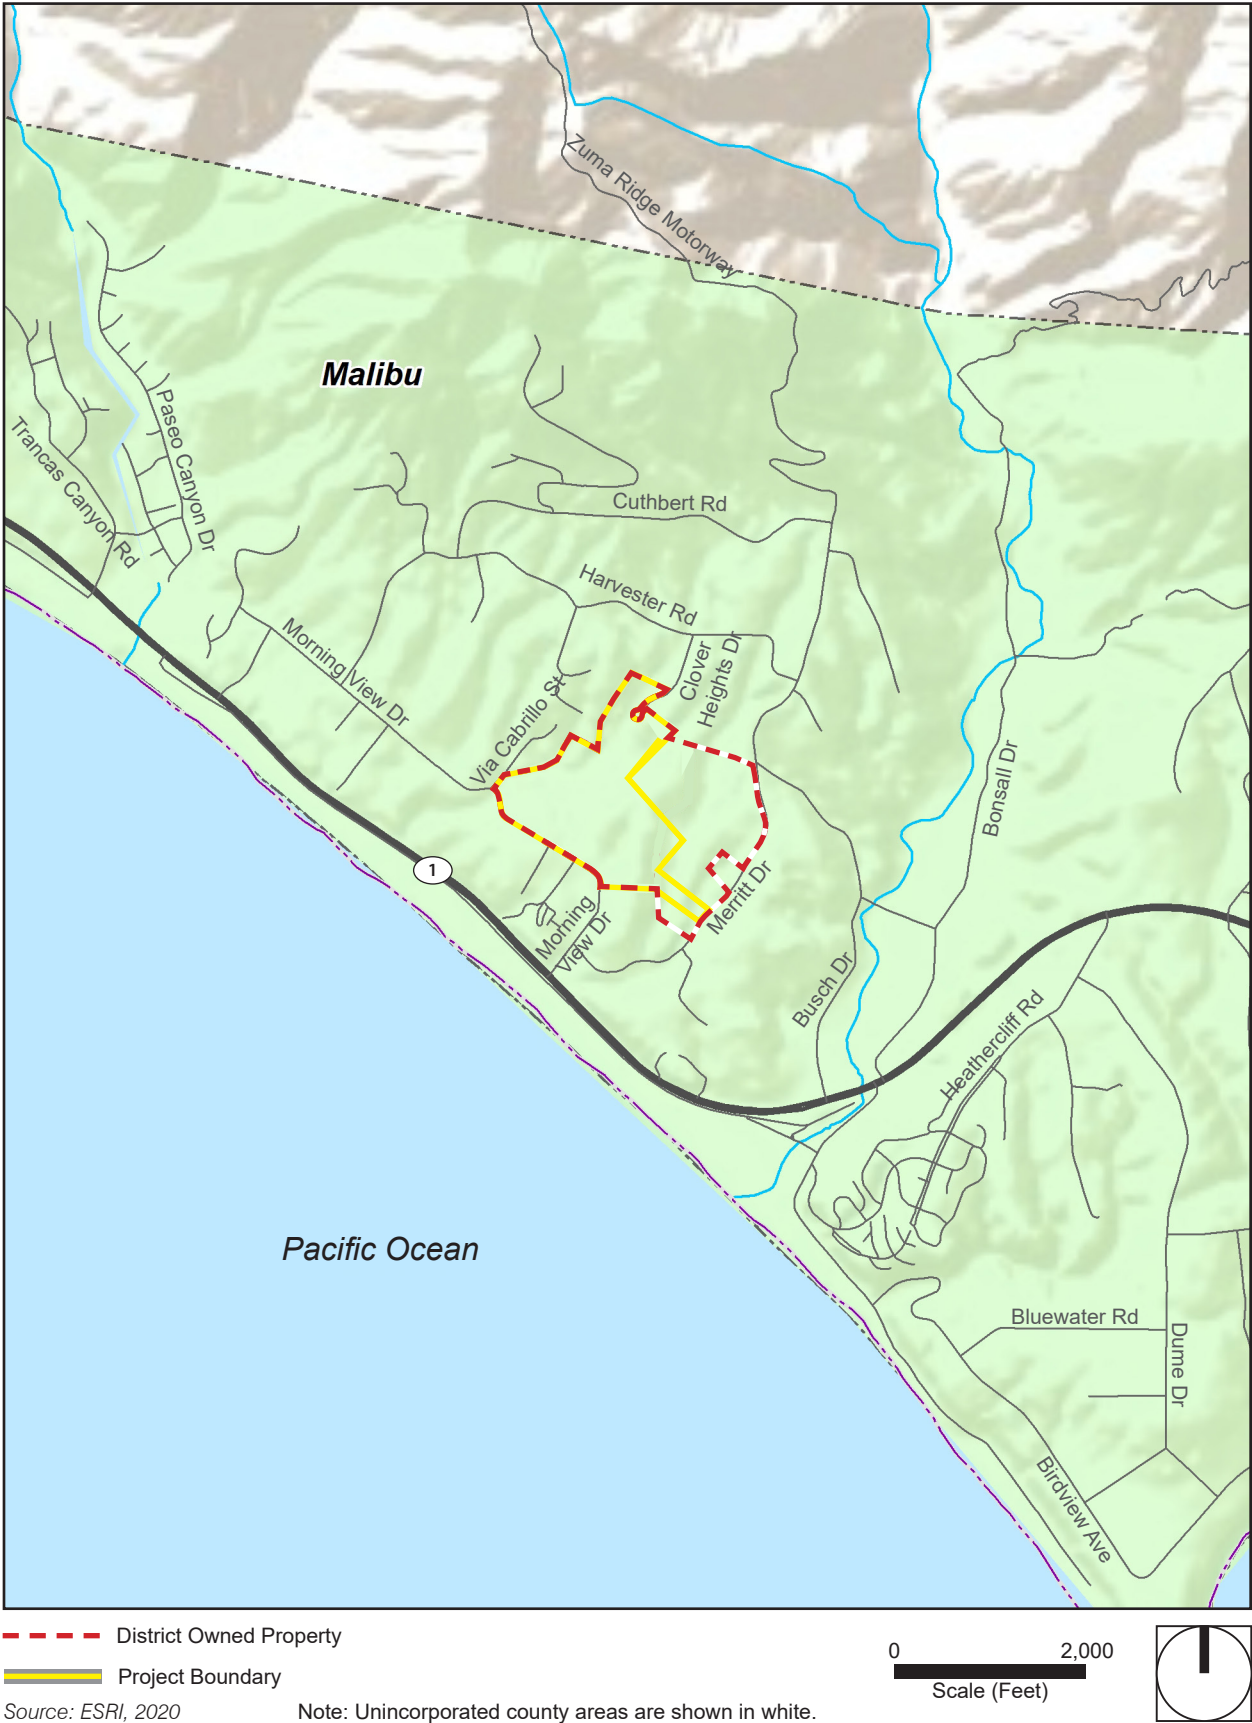 Zuma Ridge Motorway
Malibu
Paseo Canyon Dr
Trancas Canyon Rd
Cuthbert Rd
Harvester Rd
Morning View Dr
Clover
Heights Dr
Via Cabrillo St
Bonsall Dr
1
Merritt Dr
Morning
View Dr
Busch Dr
Heathercliff Rd
Pacific Ocean
Bluewater Rd
Dume Dr
Birdview Ave
District Owned Property
Project Boundary
0 2,000
Scale (Feet)
Source: ESRI, 2020
Note: Unincorporated county areas are shown in white.